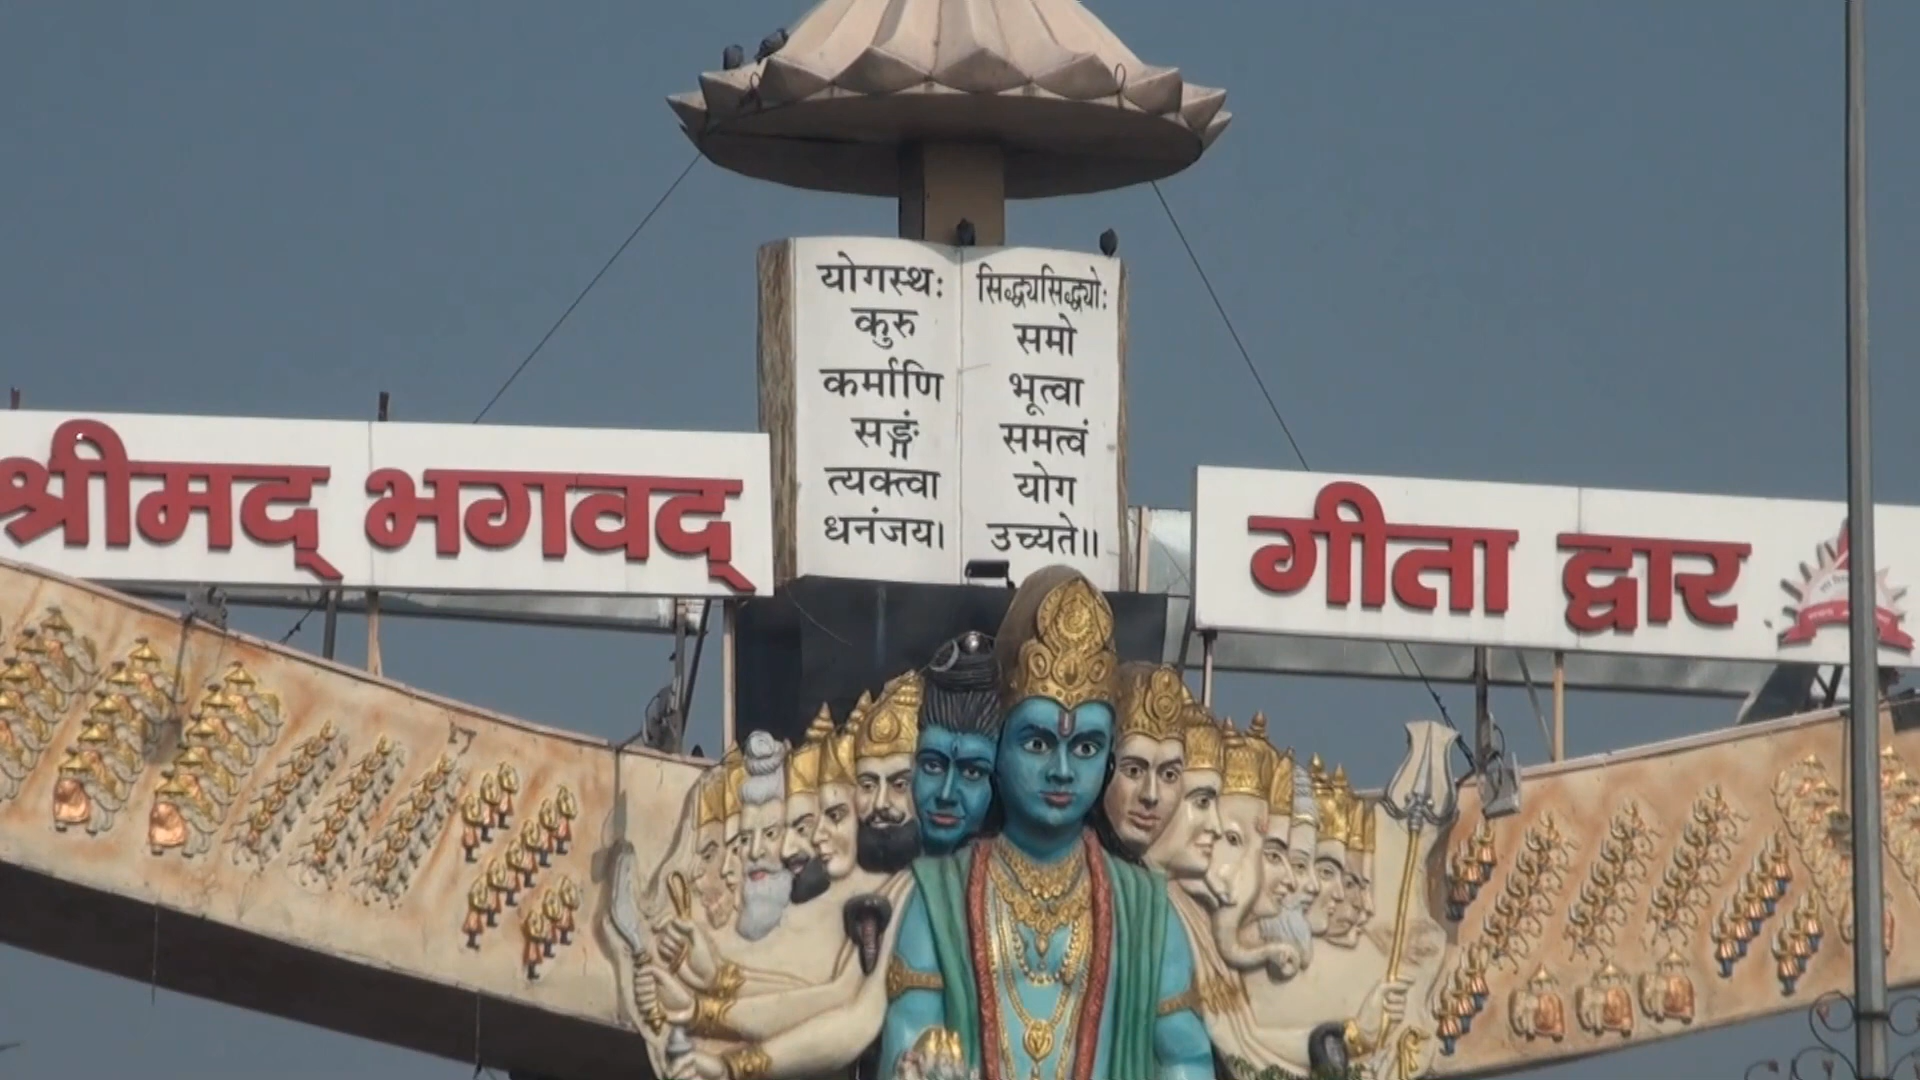 योगस्थः
कुरु
कर्माणि
सङ्गं
त्यक्त्वा
धनंजय।
सिद्ध्यसिद्ध्योः
समो
भूत्वा
समत्वं
योग
उच्यते॥
श्रीमद् भगवद्
गीता द्वार